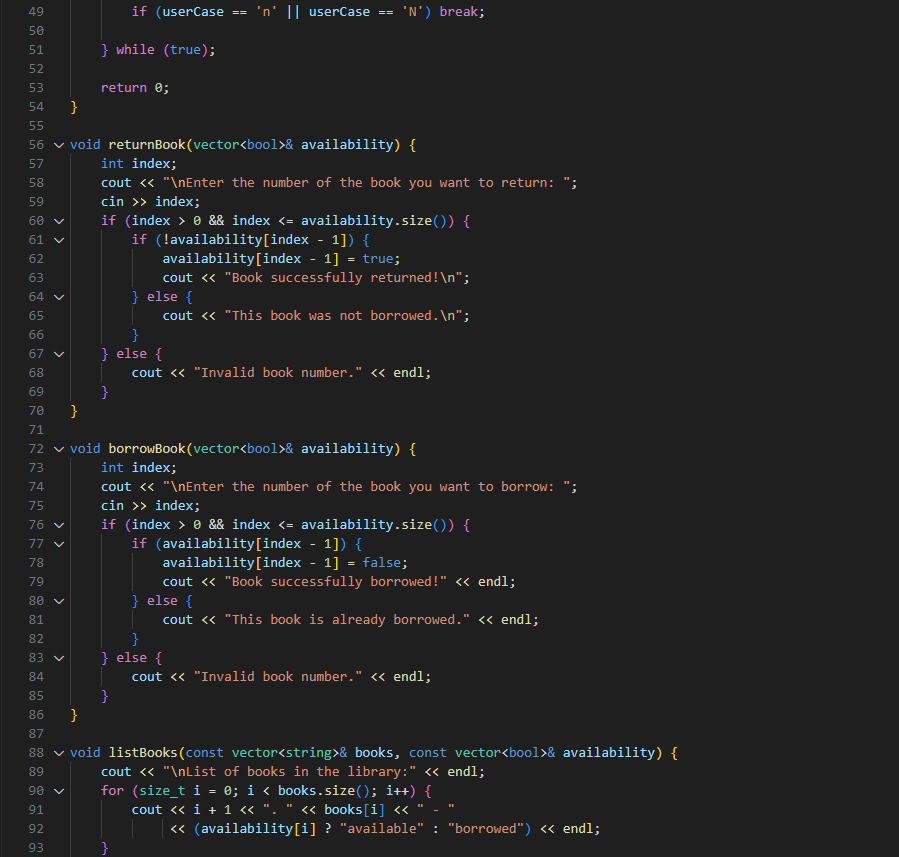 49         if (userCase == 'n' || userCase == 'N') break;
50
51     } while (true);
52
53     return 0;
54 }
55
56 void returnBook(vector<bool>& availability) {
57     int index;
58     cout << "\nEnter the number of the book you want to return: ";
59     cin >> index;
60     if (index > 0 && index <= availability.size()) {
61         if (!availability[index - 1]) {
62             availability[index - 1] = true;
63             cout << "Book successfully returned!\n";
64         } else {
65             cout << "This book was not borrowed.\n";
66         }
67     } else {
68         cout << "Invalid book number." << endl;
69     }
70 }
71
72 void borrowBook(vector<bool>& availability) {
73     int index;
74     cout << "\nEnter the number of the book you want to borrow: ";
75     cin >> index;
76     if (index > 0 && index <= availability.size()) {
77         if (availability[index - 1]) {
78             availability[index - 1] = false;
79             cout << "Book successfully borrowed!" << endl;
80         } else {
81             cout << "This book is already borrowed." << endl;
82         }
83     } else {
84         cout << "Invalid book number." << endl;
85     }
86 }
87
88 void listBooks(const vector<string>& books, const vector<bool>& availability) {
89     cout << "\nList of books in the library:" << endl;
90     for (size_t i = 0; i < books.size(); i++) {
91         cout << i + 1 << ". " << books[i] << " - "
92              << (availability[i] ? "available" : "borrowed") << endl;
93     }